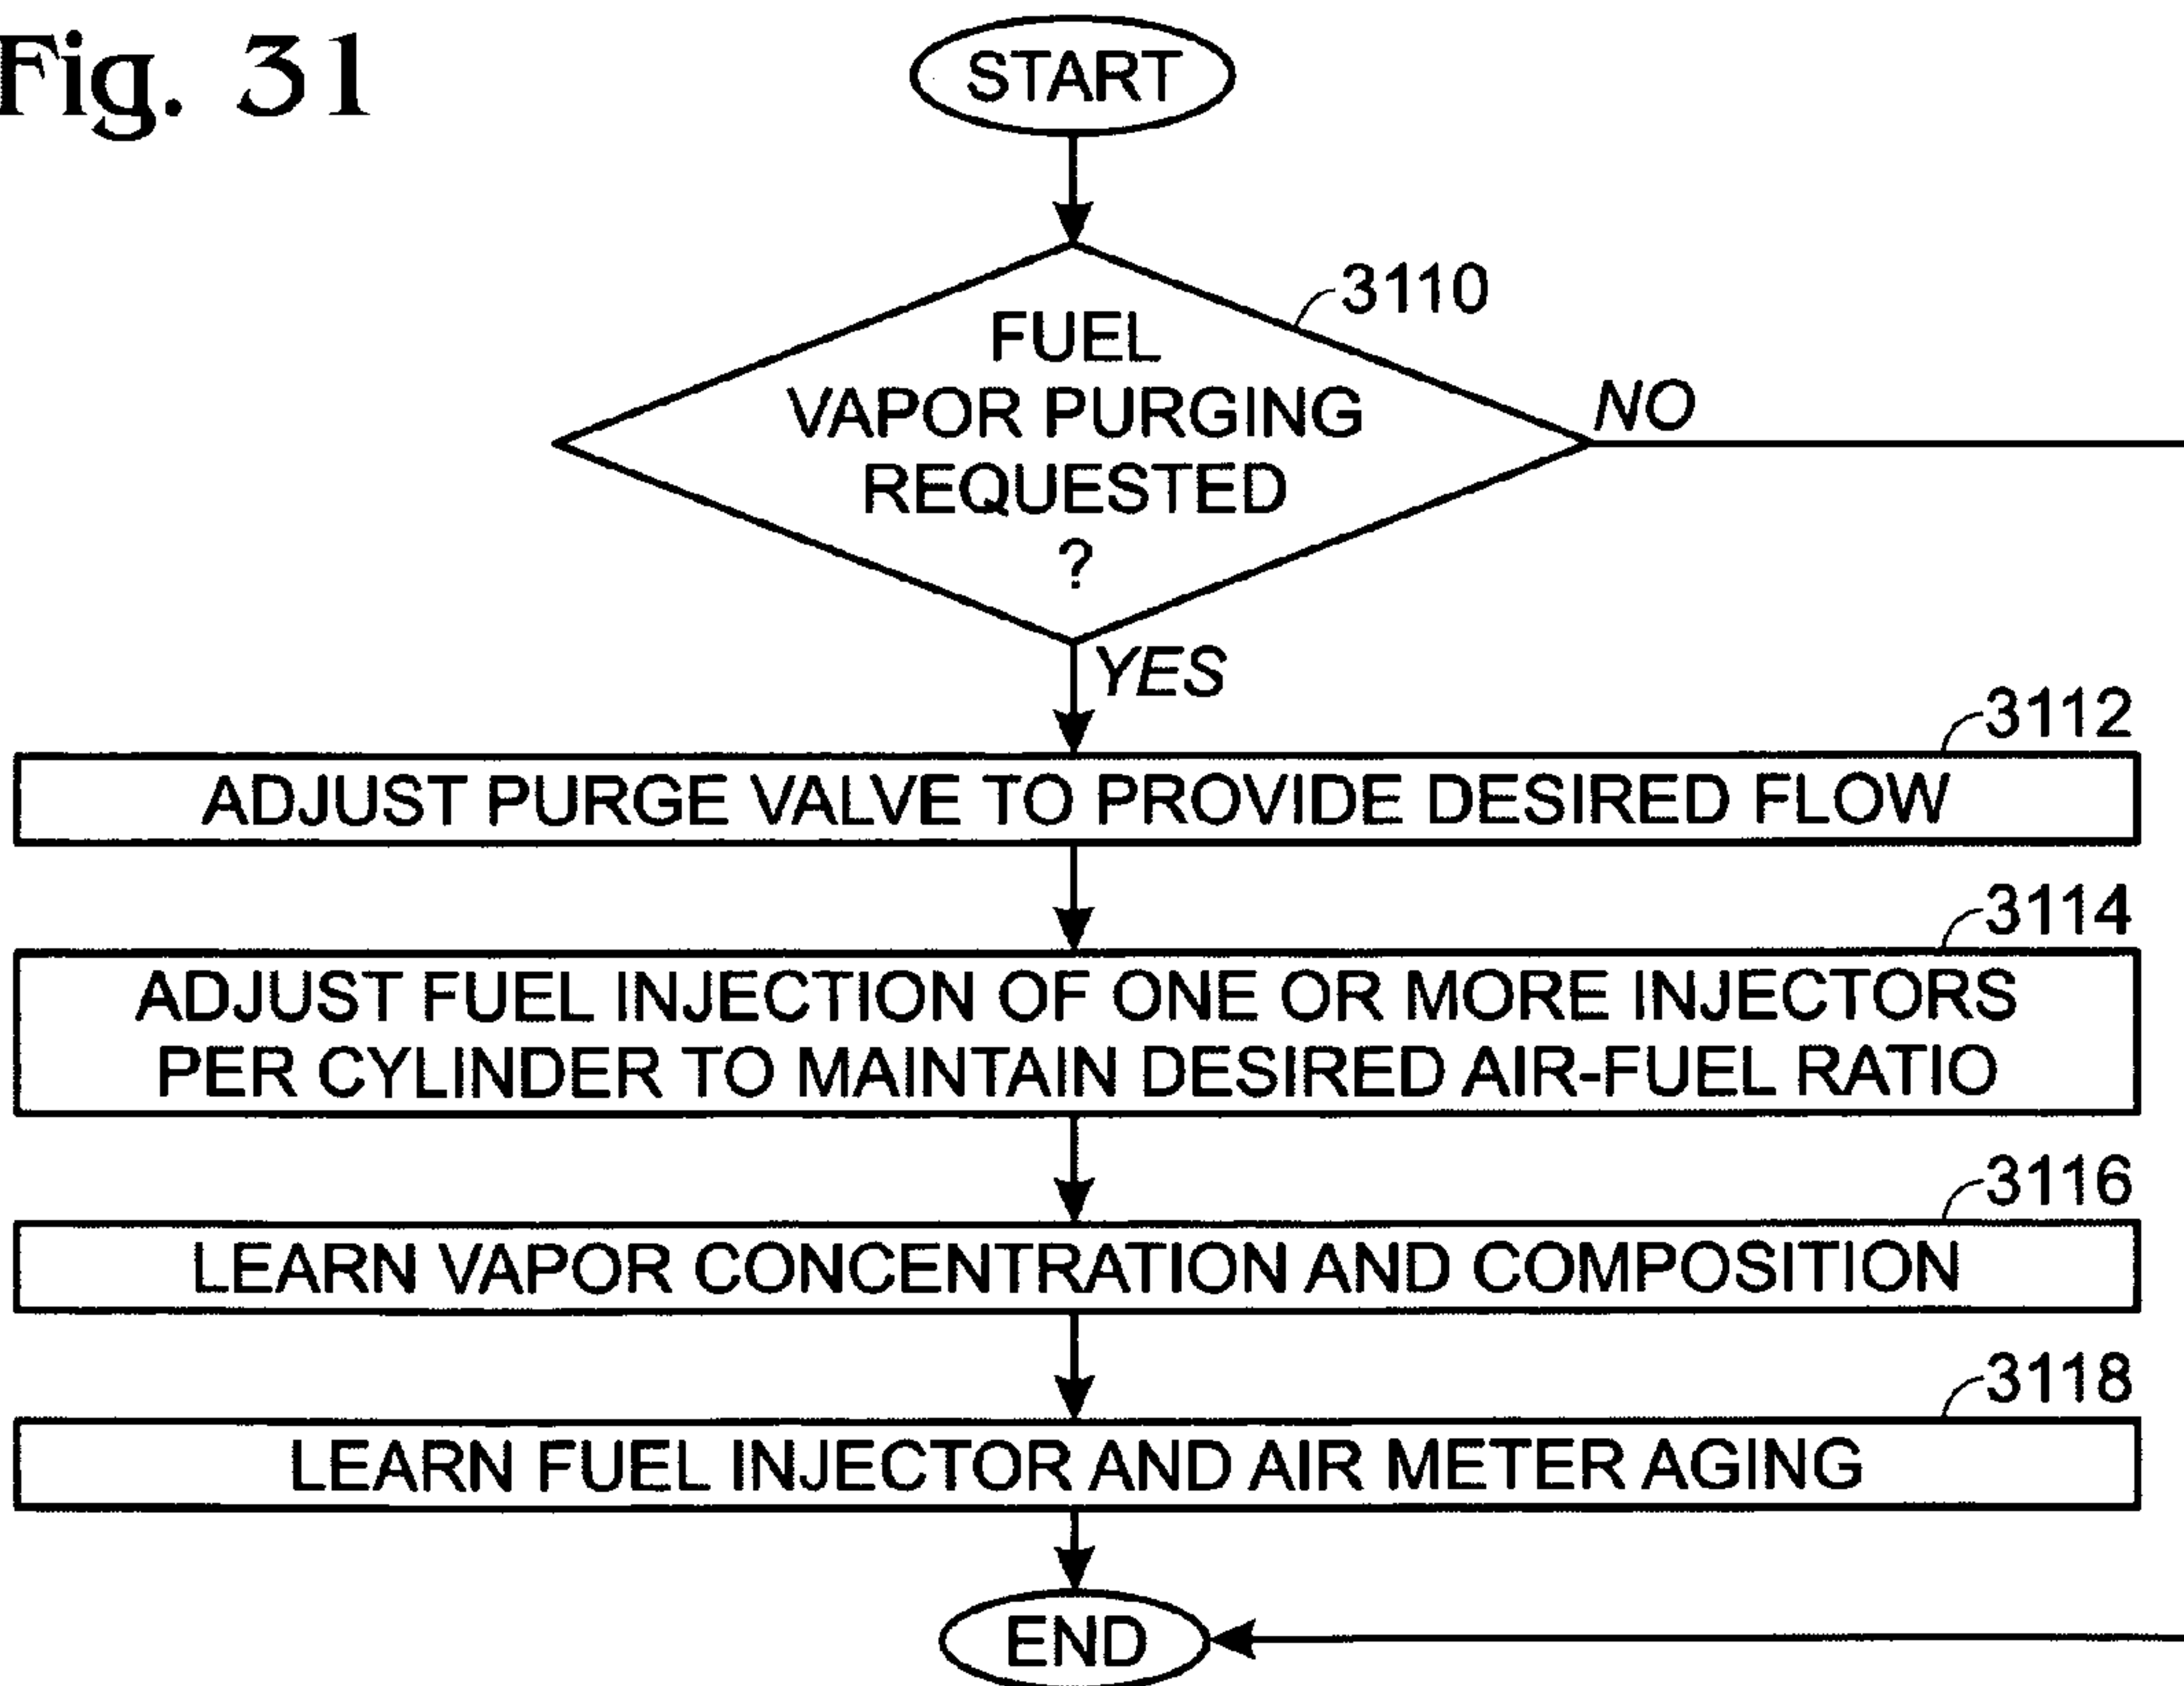 Fig. 31
START
3110
FUEL
VAPOR PURGING
REQUESTED
?
NO
YES
3112
ADJUST PURGE VALVE TO PROVIDE DESIRED FLOW
3114
ADJUST FUEL INJECTION OF ONE OR MORE INJECTORS
PER CYLINDER TO MAINTAIN DESIRED AIR-FUEL RATIO
3116
LEARN VAPOR CONCENTRATION AND COMPOSITION
3118
LEARN FUEL INJECTOR AND AIR METER AGING
END